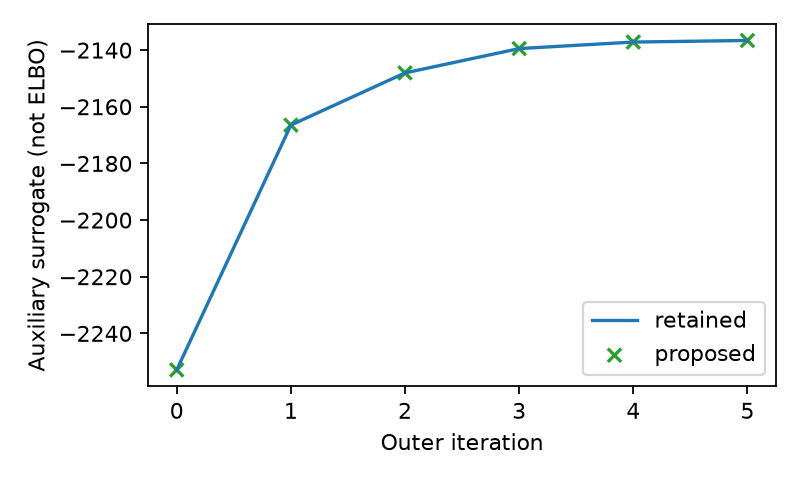 Auxiliary surrogate (not ELBO)
−2140
−2160
−2180
−2200
−2220
−2240
retained
proposed
0 1 2 3 4 5
Outer iteration